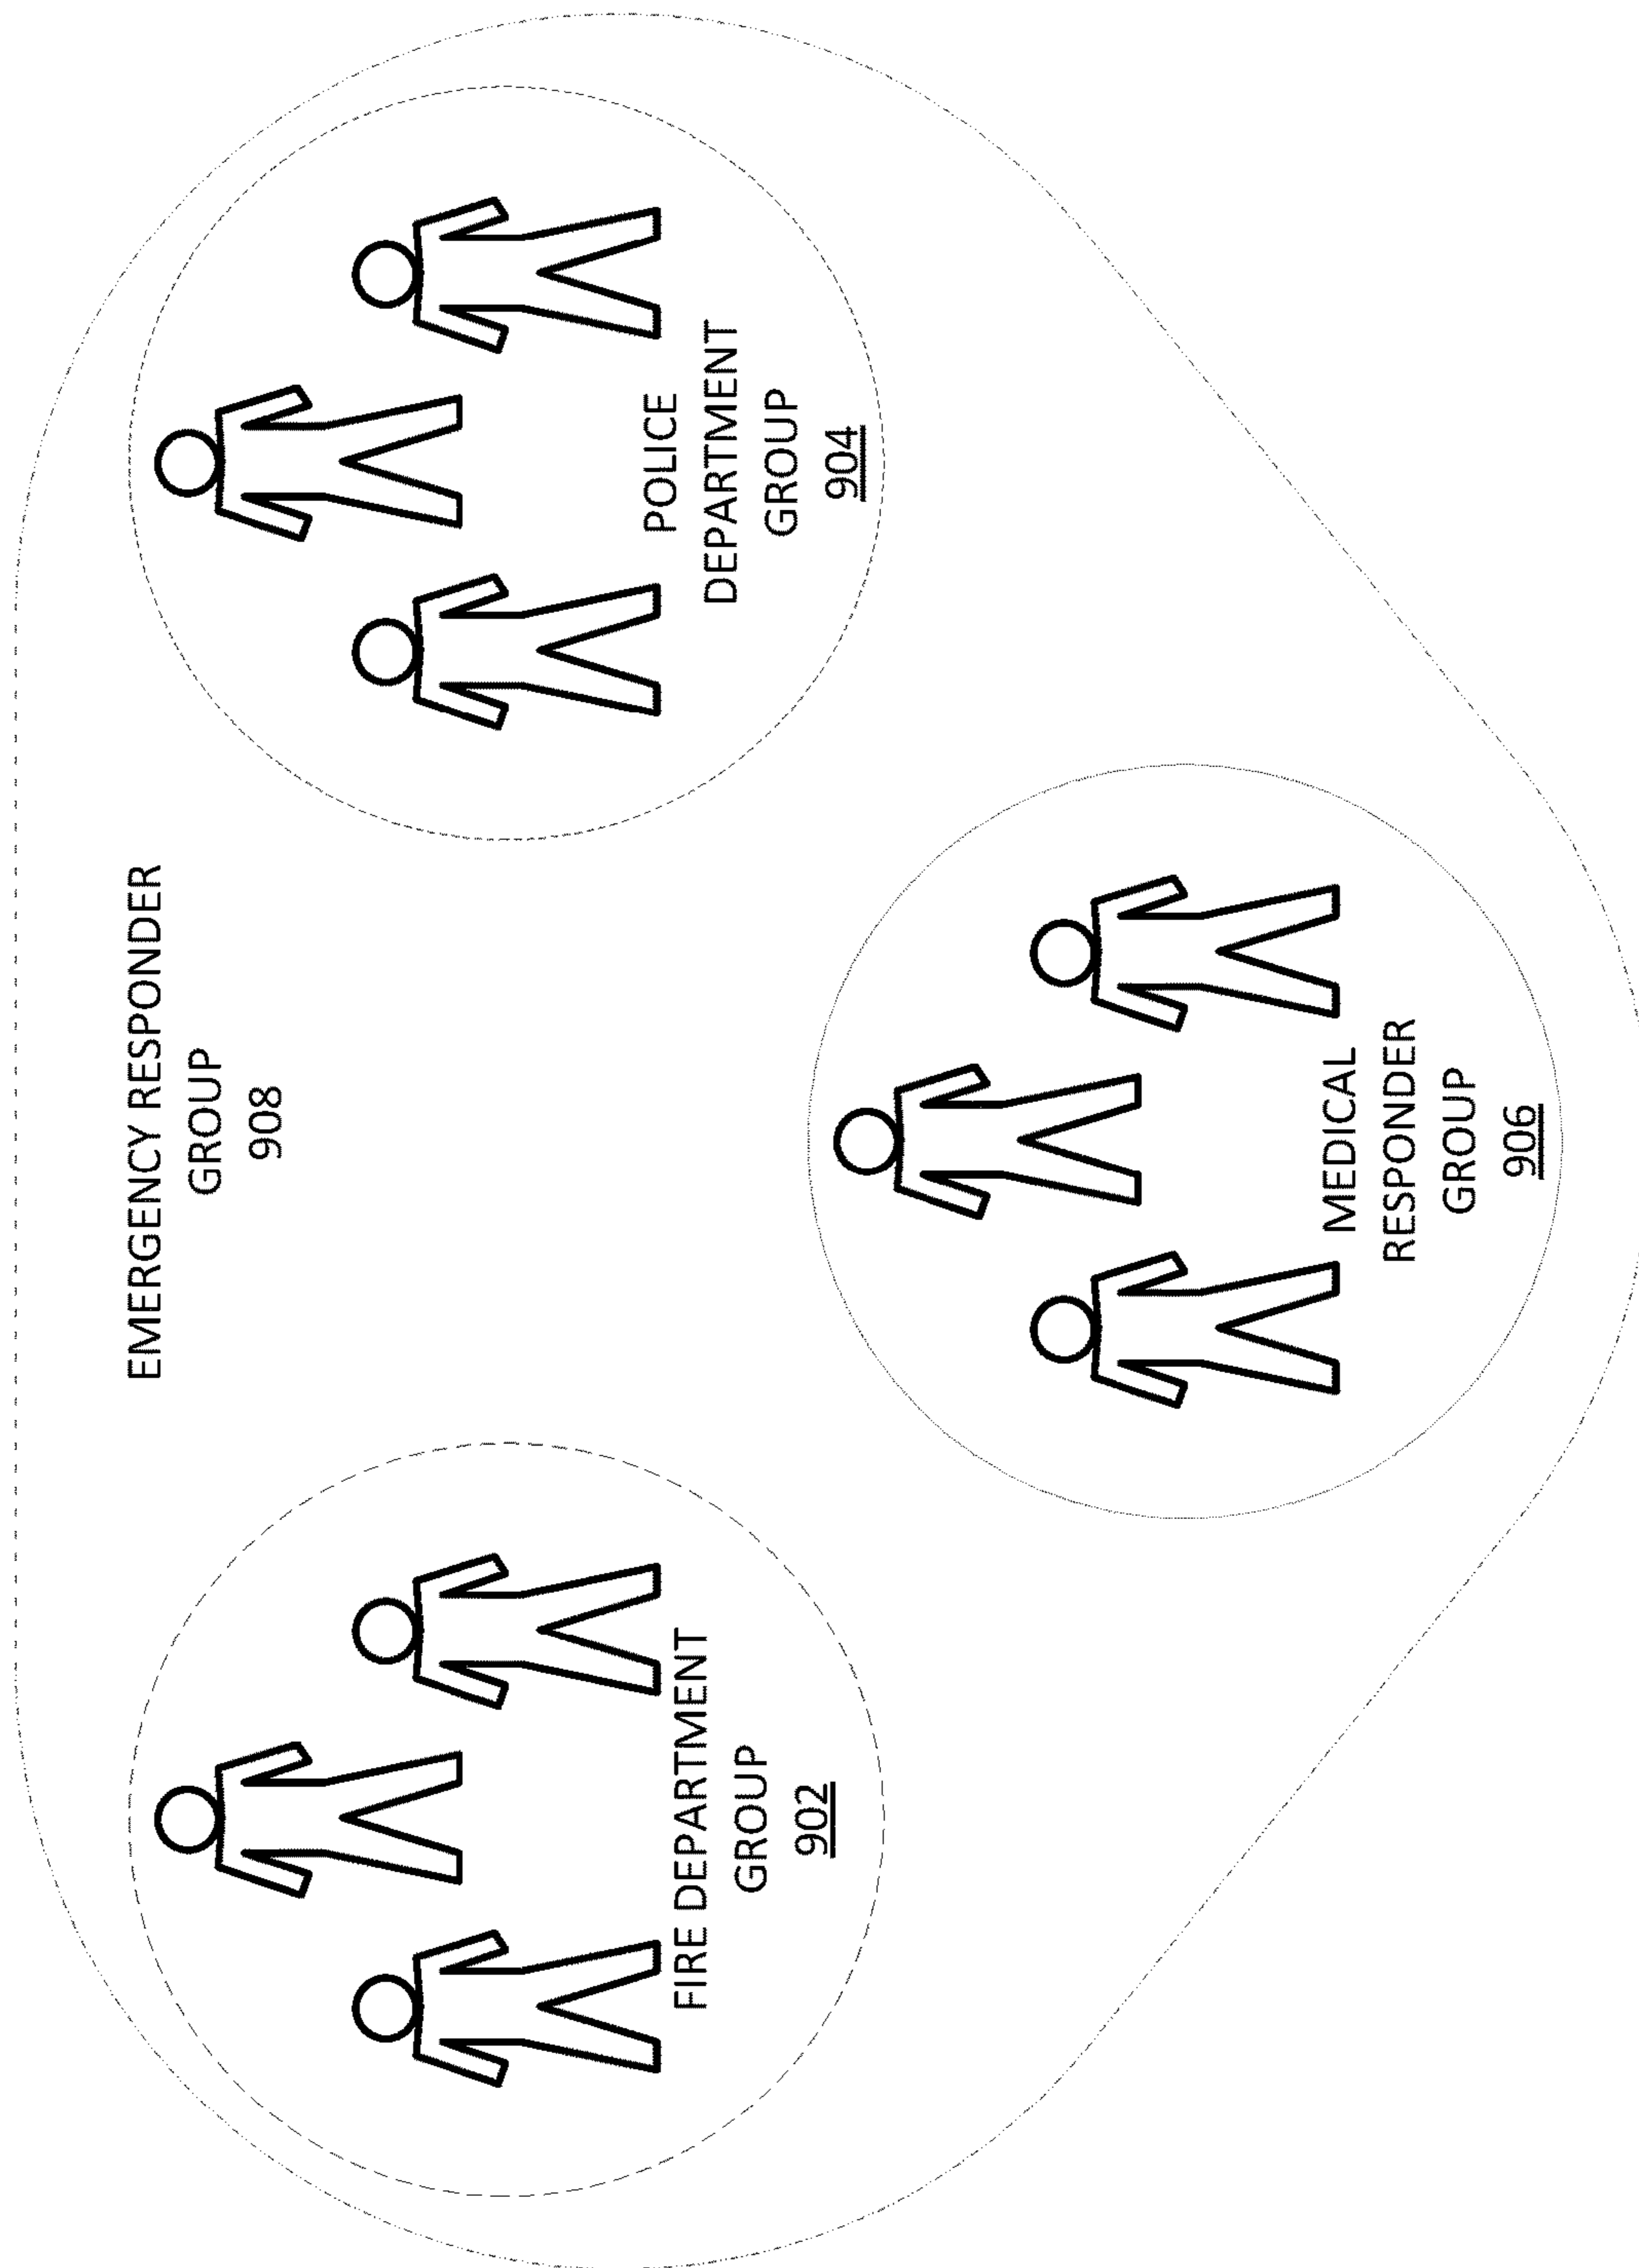 EMERGENCY RESPONDER
GROUP
908
FIRE DEPARTMENT
GROUP
902
POLICE
DEPARTMENT
GROUP
904
MEDICAL
RESPONDER
GROUP
906